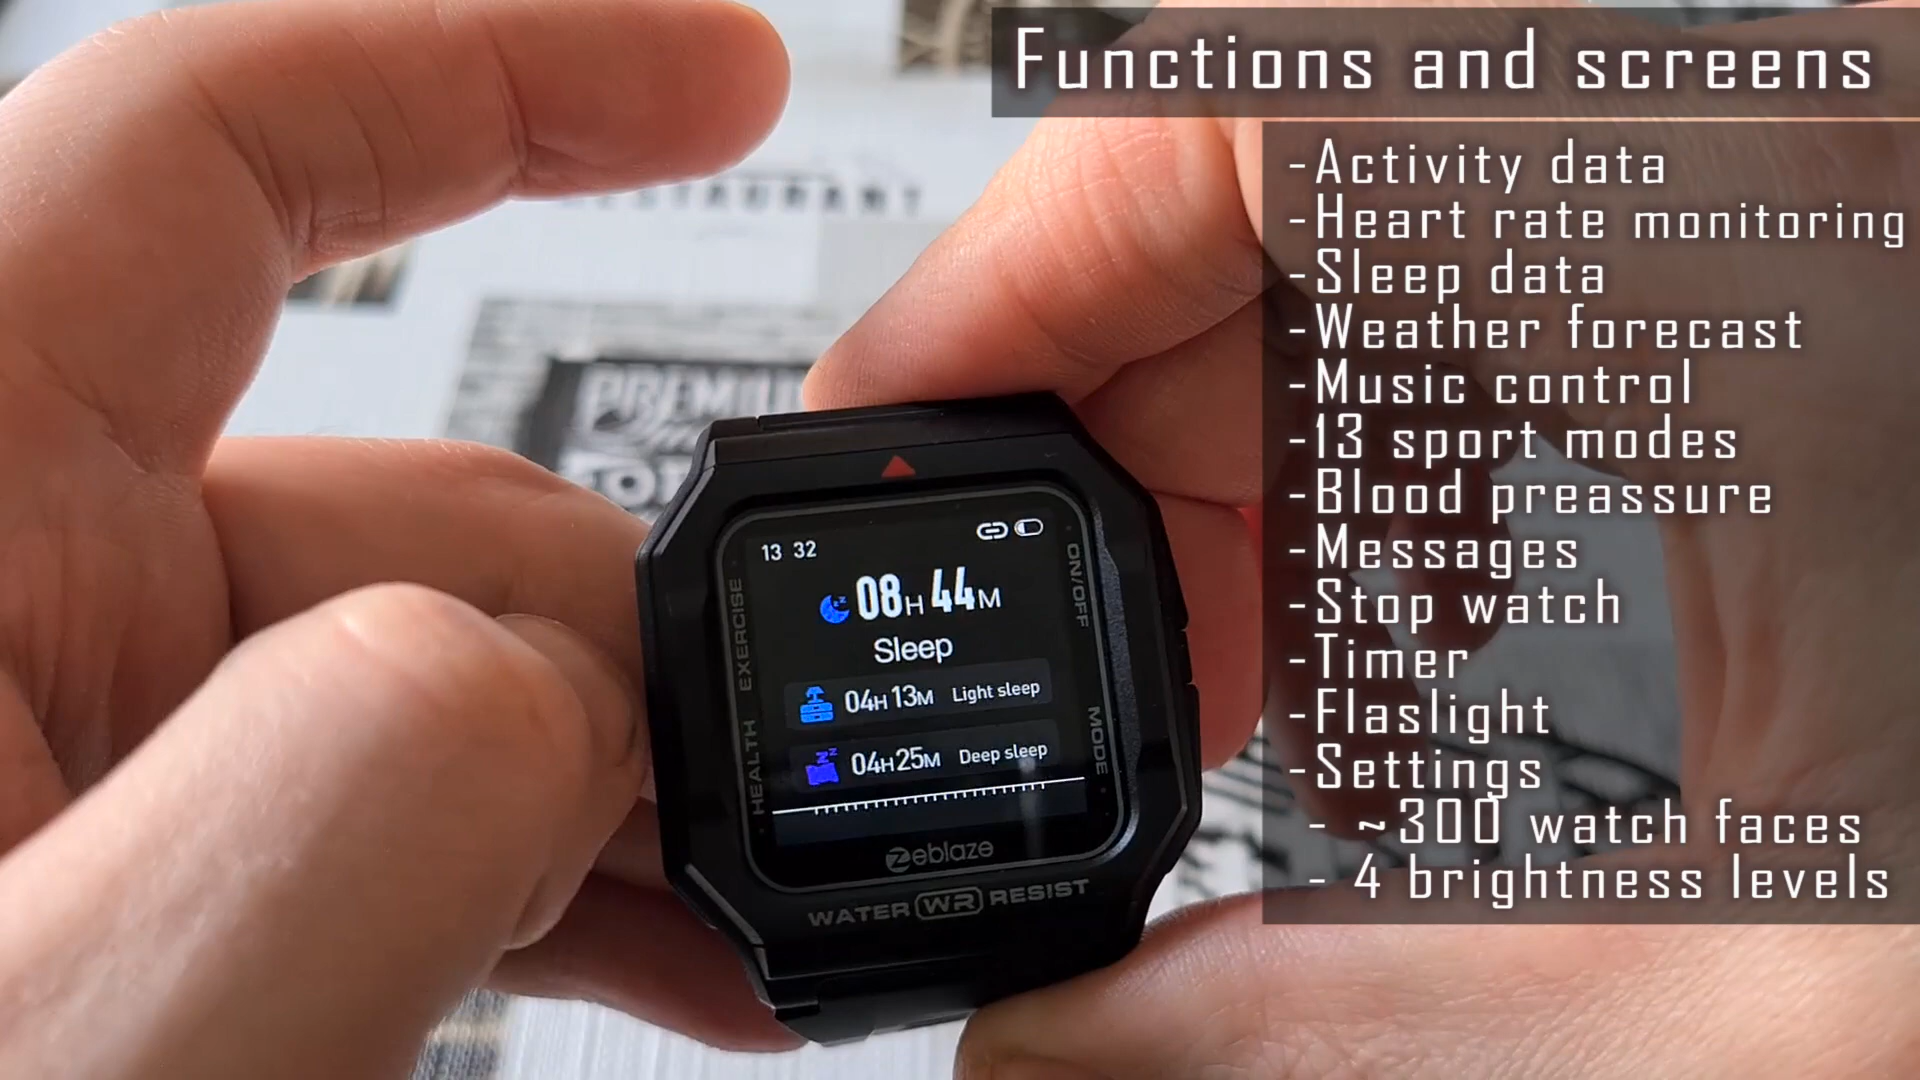 Functions and screens
-Activity data
-Heart rate monitoring
-Sleep data
-Weather forecast
-Music control
-13 sport modes
-Blood preassure
-Messages
-Stop watch
-Timer
-Flaslight
-Settings
- ~300 watch faces
- 4 brightness levels
RESTAURANT
PREMIUM
13 32
08H 44M
Sleep
04H 13M Light sleep
04H 25M Deep sleep
EXERCISE
HEALTH
ON/OFF
MODE
Zeblaze
WATER WR RESIST